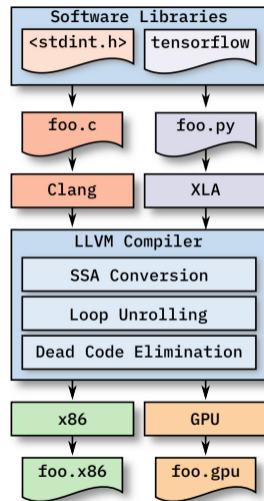 Software Libraries
<stdint.h> tensorflow
foo.c foo.py
Clang XLA
LLVM Compiler
SSA Conversion
Loop Unrolling
Dead Code Elimination
x86 GPU
foo.x86 foo.gpu